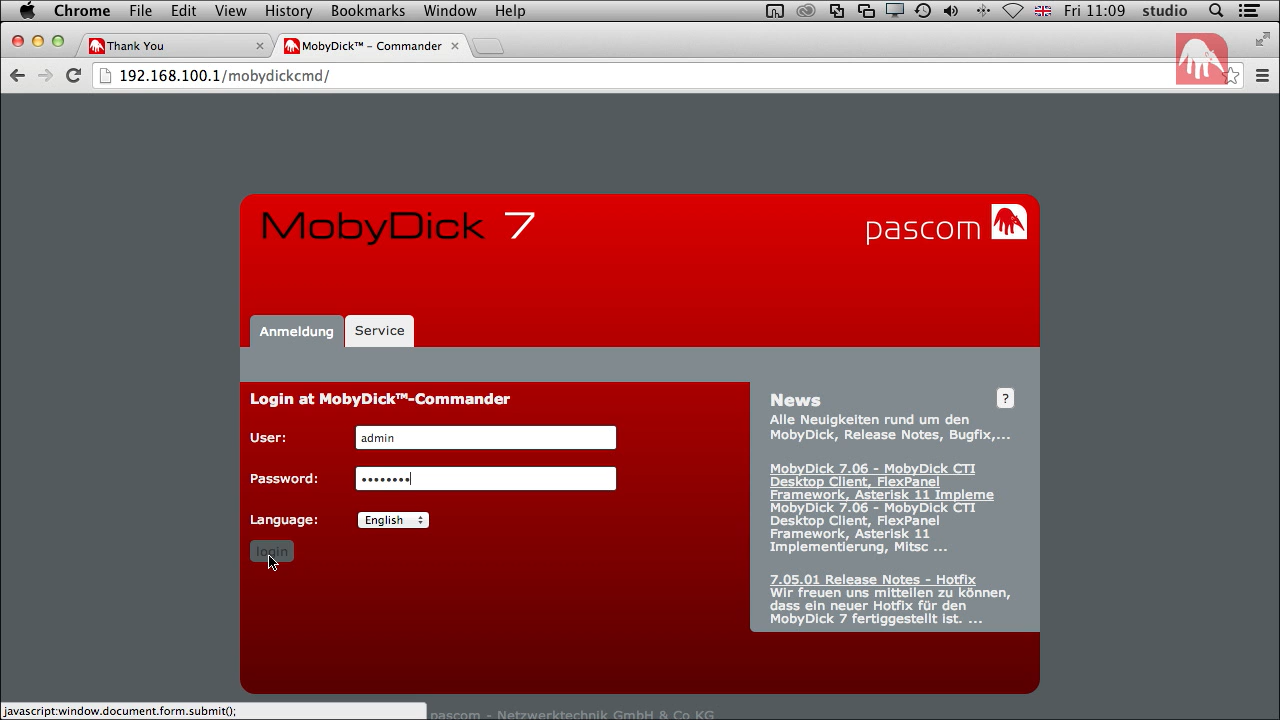 Chrome File Edit View History Bookmarks Window Help Fri 11:09 studio
Thank You
MobyDick™ – Commander
192.168.100.1/mobydickcmd/
MobyDick 7
pascom
Anmeldung
Service
Login at MobyDick™-Commander
User:
admin
Password:
••••••••
Language:
English
login
News
?
Alle Neuigkeiten rund um den
MobyDick, Release Notes, Bugfix,...
MobyDick 7.06 - MobyDick CTI
Desktop Client, FlexPanel
Framework, Asterisk 11 Impleme
MobyDick 7.06 - MobyDick CTI
Desktop Client, FlexPanel
Framework, Asterisk 11
Implementierung, Mitsc ...
7.05.01 Release Notes - Hotfix
Wir freuen uns mitteilen zu können,
dass ein neuer Hotfix für den
MobyDick 7 fertiggestellt ist. ...
javascript:window.document.form.submit();
pascom - Netzwerktechnik GmbH & Co KG